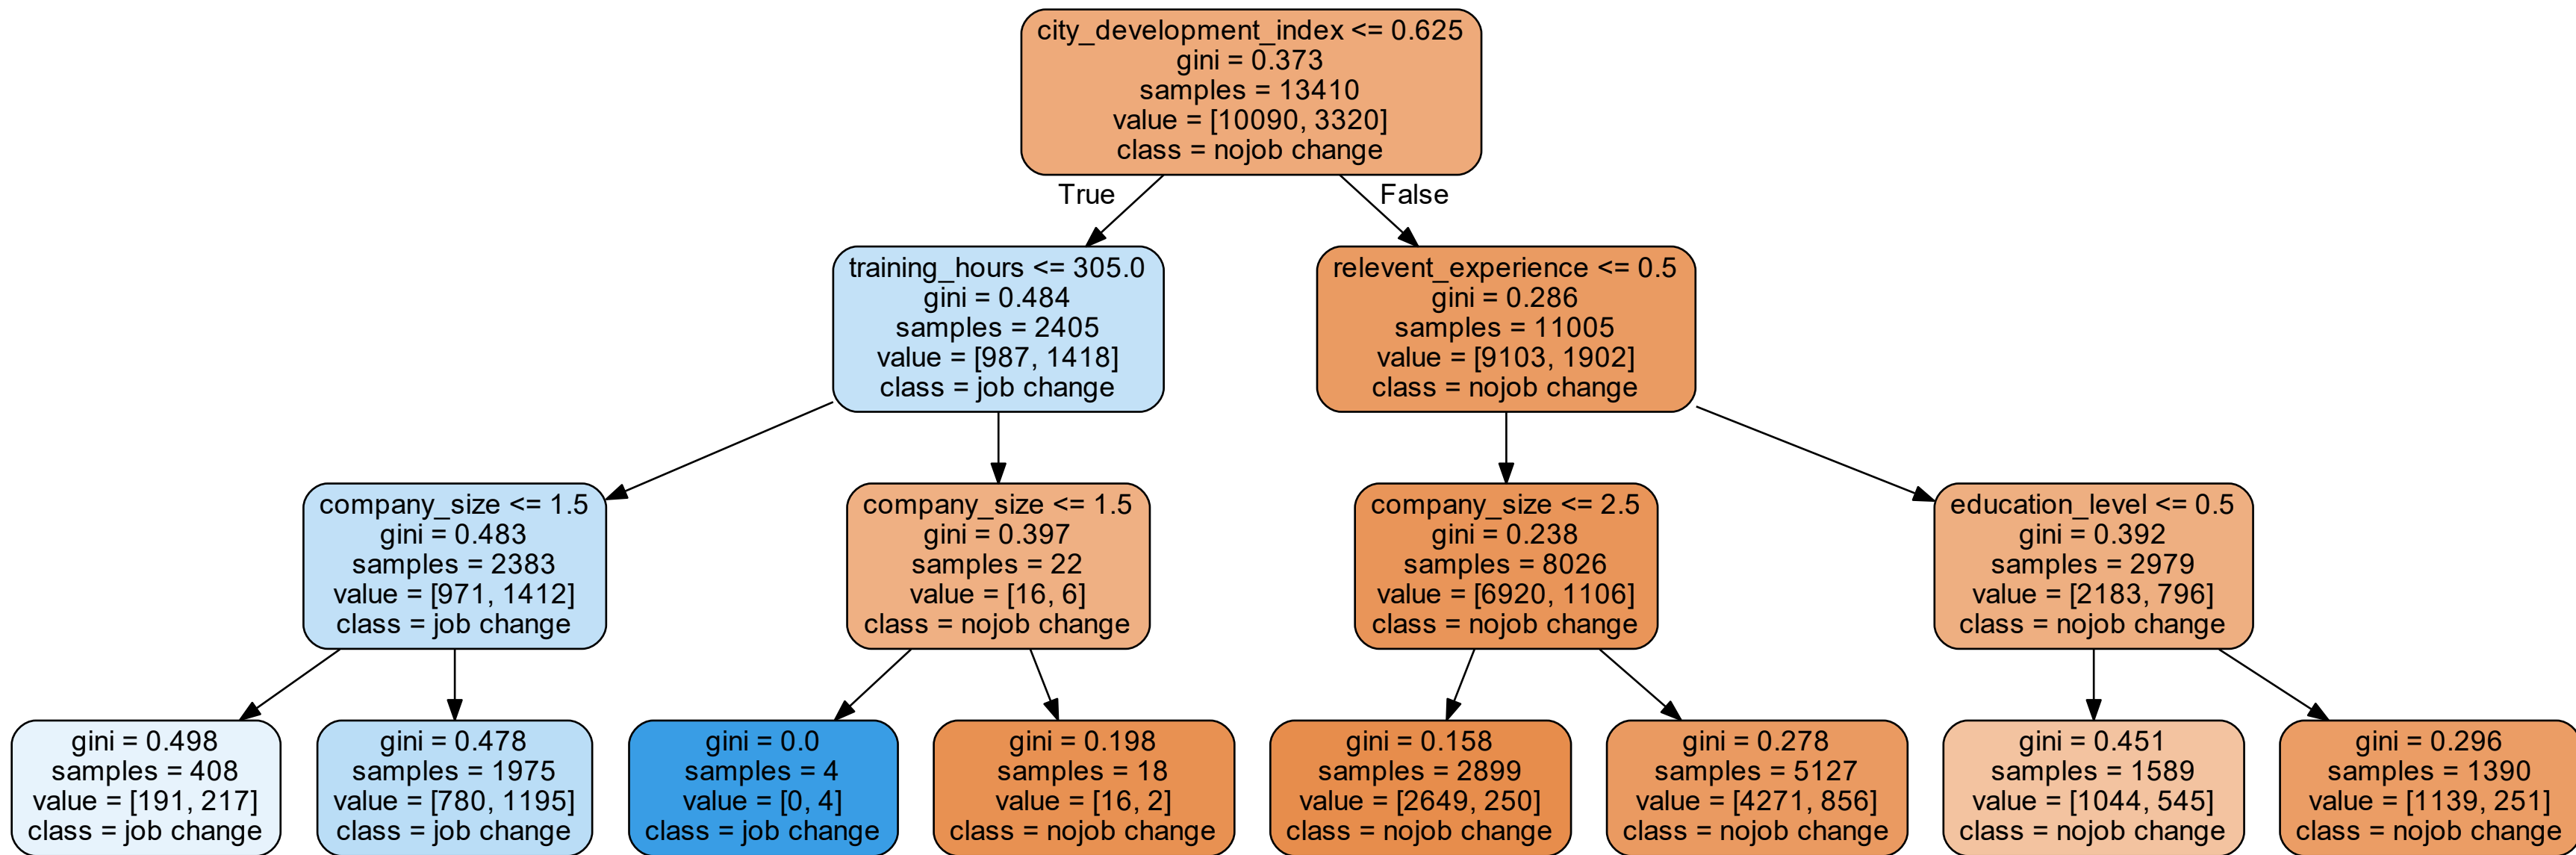 city_development_index <= 0.625
gini = 0.373
samples = 13410
value = [10090, 3320]
class = nojob change
True
False
training_hours <= 305.0
gini = 0.484
samples = 2405
value = [987, 1418]
class = job change
relevent_experience <= 0.5
gini = 0.286
samples = 11005
value = [9103, 1902]
class = nojob change
company_size <= 1.5
gini = 0.483
samples = 2383
value = [971, 1412]
class = job change
company_size <= 1.5
gini = 0.397
samples = 22
value = [16, 6]
class = nojob change
company_size <= 2.5
gini = 0.238
samples = 8026
value = [6920, 1106]
class = nojob change
education_level <= 0.5
gini = 0.392
samples = 2979
value = [2183, 796]
class = nojob change
gini = 0.498
samples = 408
value = [191, 217]
class = job change
gini = 0.478
samples = 1975
value = [780, 1195]
class = job change
gini = 0.0
samples = 4
value = [0, 4]
class = job change
gini = 0.198
samples = 18
value = [16, 2]
class = nojob change
gini = 0.158
samples = 2899
value = [2649, 250]
class = nojob change
gini = 0.278
samples = 5127
value = [4271, 856]
class = nojob change
gini = 0.451
samples = 1589
value = [1044, 545]
class = nojob change
gini = 0.296
samples = 1390
value = [1139, 251]
class = nojob change